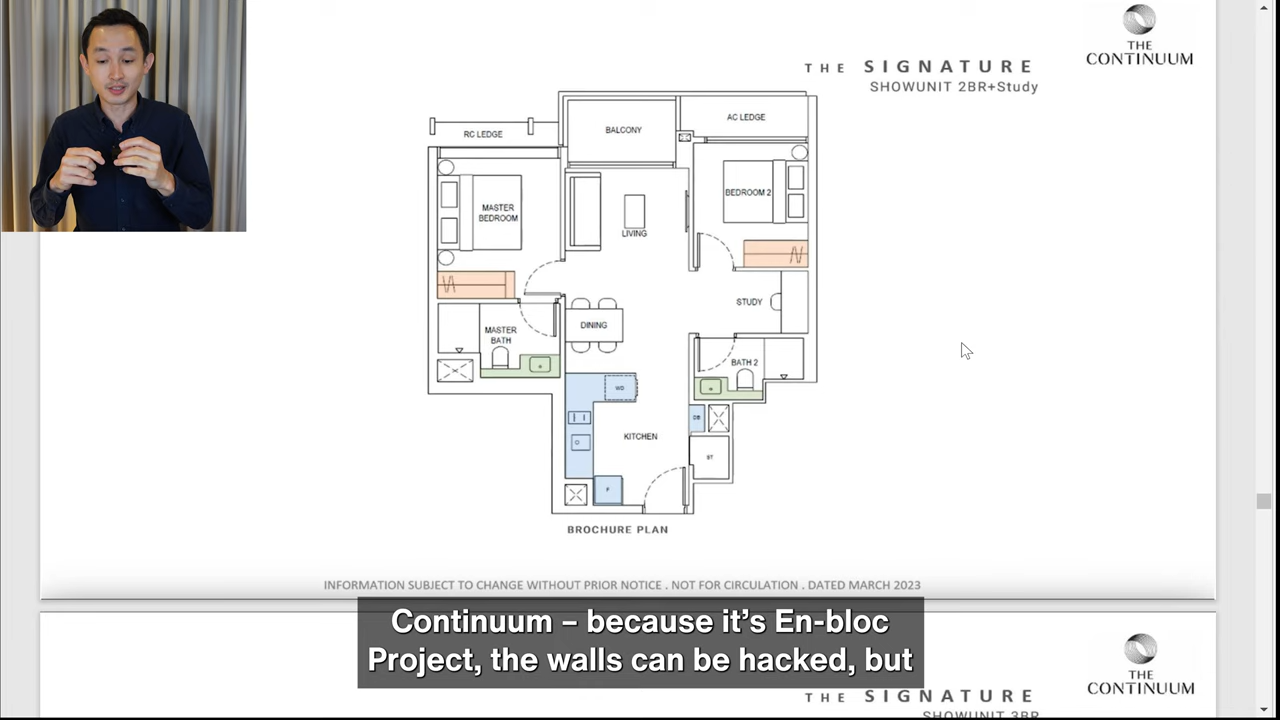 THE
CONTINUUM
THE SIGNATURE
SHOWUNIT 2BR+Study
RC LEDGE
BALCONY
AC LEDGE
MASTER
BEDROOM
LIVING
BEDROOM 2
STUDY
DINING
MASTER
BATH
BATH 2
WD
DB
KITCHEN
ST
F
BROCHURE PLAN
INFORMATION SUBJECT TO CHANGE WITHOUT PRIOR NOTICE . NOT FOR CIRCULATION . DATED MARCH 2023
Continuum – because it’s En-bloc
Project, the walls can be hacked, but
THE
CONTINUUM
THE SIGNATURE
SHOWUNIT 3BR